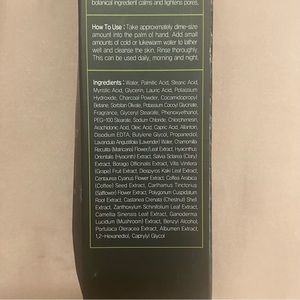 botanical ingredient calms and tightens pores.
How To Use : Take approximately dime-size
amount into the palm of hand. Add small
amounts of cold or lukewarm water to lather
well and cleanse the skin. Rinse thoroughly.
This can be used daily, morning and night.
Ingredients : Water, Palmitic Acid, Stearic Acid,
Myristic Acid, Glycerin, Lauric Acid, Potassium
Hydroxide, Charcoal Powder, Cocamidopropyl
Betaine, Sorbitan Olivate, Potassium Cocoyl Glycinate,
Fragrance, Glyceryl Stearate, Phenoxyethanol,
PEG-100 Stearate, Sodium Chloride, Chlorphenesin,
Arachidonic Acid, Oleic Acid, Capric Acid, Allantoin,
Disodium EDTA, Butylene Glycol, Propanediol,
Lavandula Angustifolia (Lavender) Water, Chamomilla
Recutita (Matricaria) Flower/Leaf Extract, Hyacinthus
Orientalis (Hyacinth) Extract, Salvia Sclarea (Clary)
Extract, Borago Officinalis Extract, Vitis Vinifera
(Grape) Fruit Extract, Diospyros Kaki Leaf Extract,
Centaurea Cyanus Flower Extract, Coffea Arabica
(Coffee) Seed Extract, Carthamus Tinctorius
(Safflower) Flower Extract, Polygonum Cuspidatum
Root Extract, Castanea Crenata (Chestnut) Shell
Extract, Zanthoxylum Schinifolium Leaf Extract,
Camellia Sinensis Leaf Extract, Ganoderma
Lucidum (Mushroom) Extract, Benzyl Alcohol,
Portulaca Oleracea Extract, Albumen Extract,
1,2-Hexanediol, Caprylyl Glycol